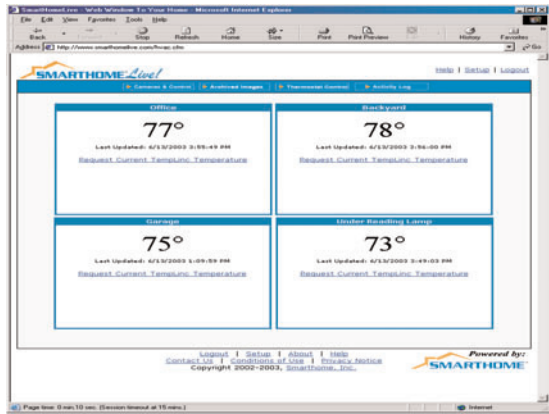 SmartHomeLive - Web Window To Your Home - Microsoft Internet Explorer
File Edit View Favorites Tools Help
Back Stop Refresh Home Size Print Print Preview History Favorites
Address http://www.smarthomelive.com/hvac.cfm Go
SMARTHOME Live!
Help | Setup | Logout
Cameras & Control Archived Images Thermostat Control Activity Log
Office
77°
Last Updated: 6/13/2003 3:55:49 PM
Request Current TempLinc Temperature
Backyard
78°
Last Updated: 6/13/2003 3:56:00 PM
Request Current TempLinc Temperature
Garage
75°
Last Updated: 6/13/2003 1:09:59 PM
Request Current TempLinc Temperature
Under Reading Lamp
73°
Last Updated: 6/13/2003 3:49:03 PM
Request Current TempLinc Temperature
Logout | Setup | About | Help
Contact Us | Conditions of Use | Privacy Notice
Copyright 2002-2003, Smarthome, Inc.
Powered by:
SMARTHOME
Page time: 0 min 10 sec. (Session timeout at 15 mins.)
Internet